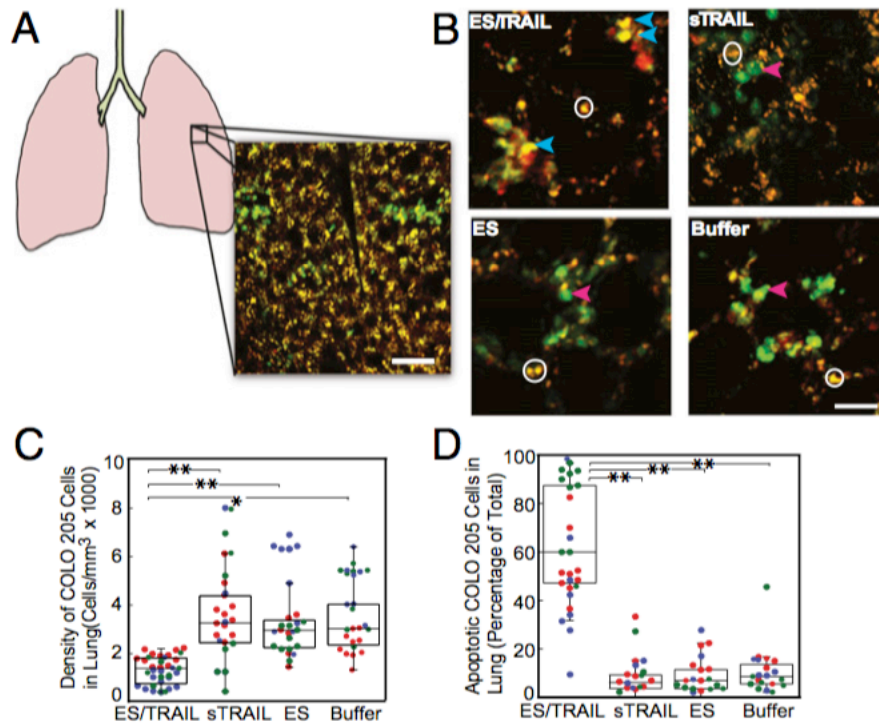 A
B
ES/TRAIL
sTRAIL
ES
Buffer
C
Density of COLO 205 Cells
in Lung(Cells/mm³ x 1000)
10
8
6
4
2
0
**
**
*
ES/TRAIL sTRAIL ES Buffer
D
Apoptotic COLO 205 Cells in
Lung (Percentage of Total)
100
80
60
40
20
0
**
**
**
ES/TRAIL sTRAIL ES Buffer